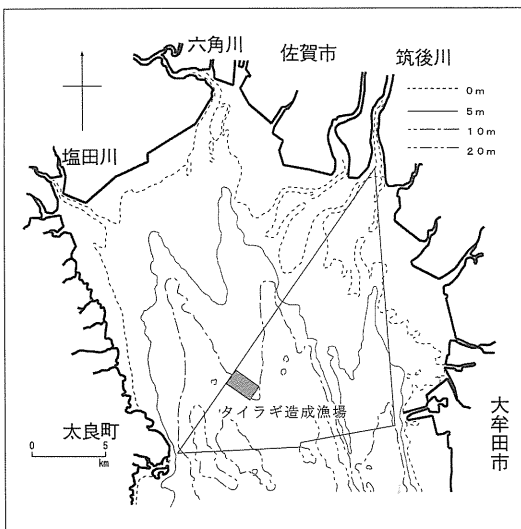 六角川
佐賀市
筑後川
0m
5m
10m
20m
塩田川
タイラギ造成漁場
太良町
0 5
km
大牟田市